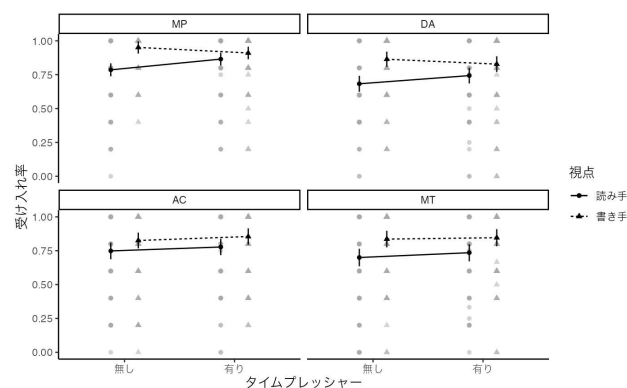 MP
DA
1.00
0.75
0.50
0.25
0.00
AC
MT
1.00
0.75
0.50
0.25
0.00
受け入れ率
無し
有り
無し
有り
タイムプレッシャー
視点
読み手
書き手